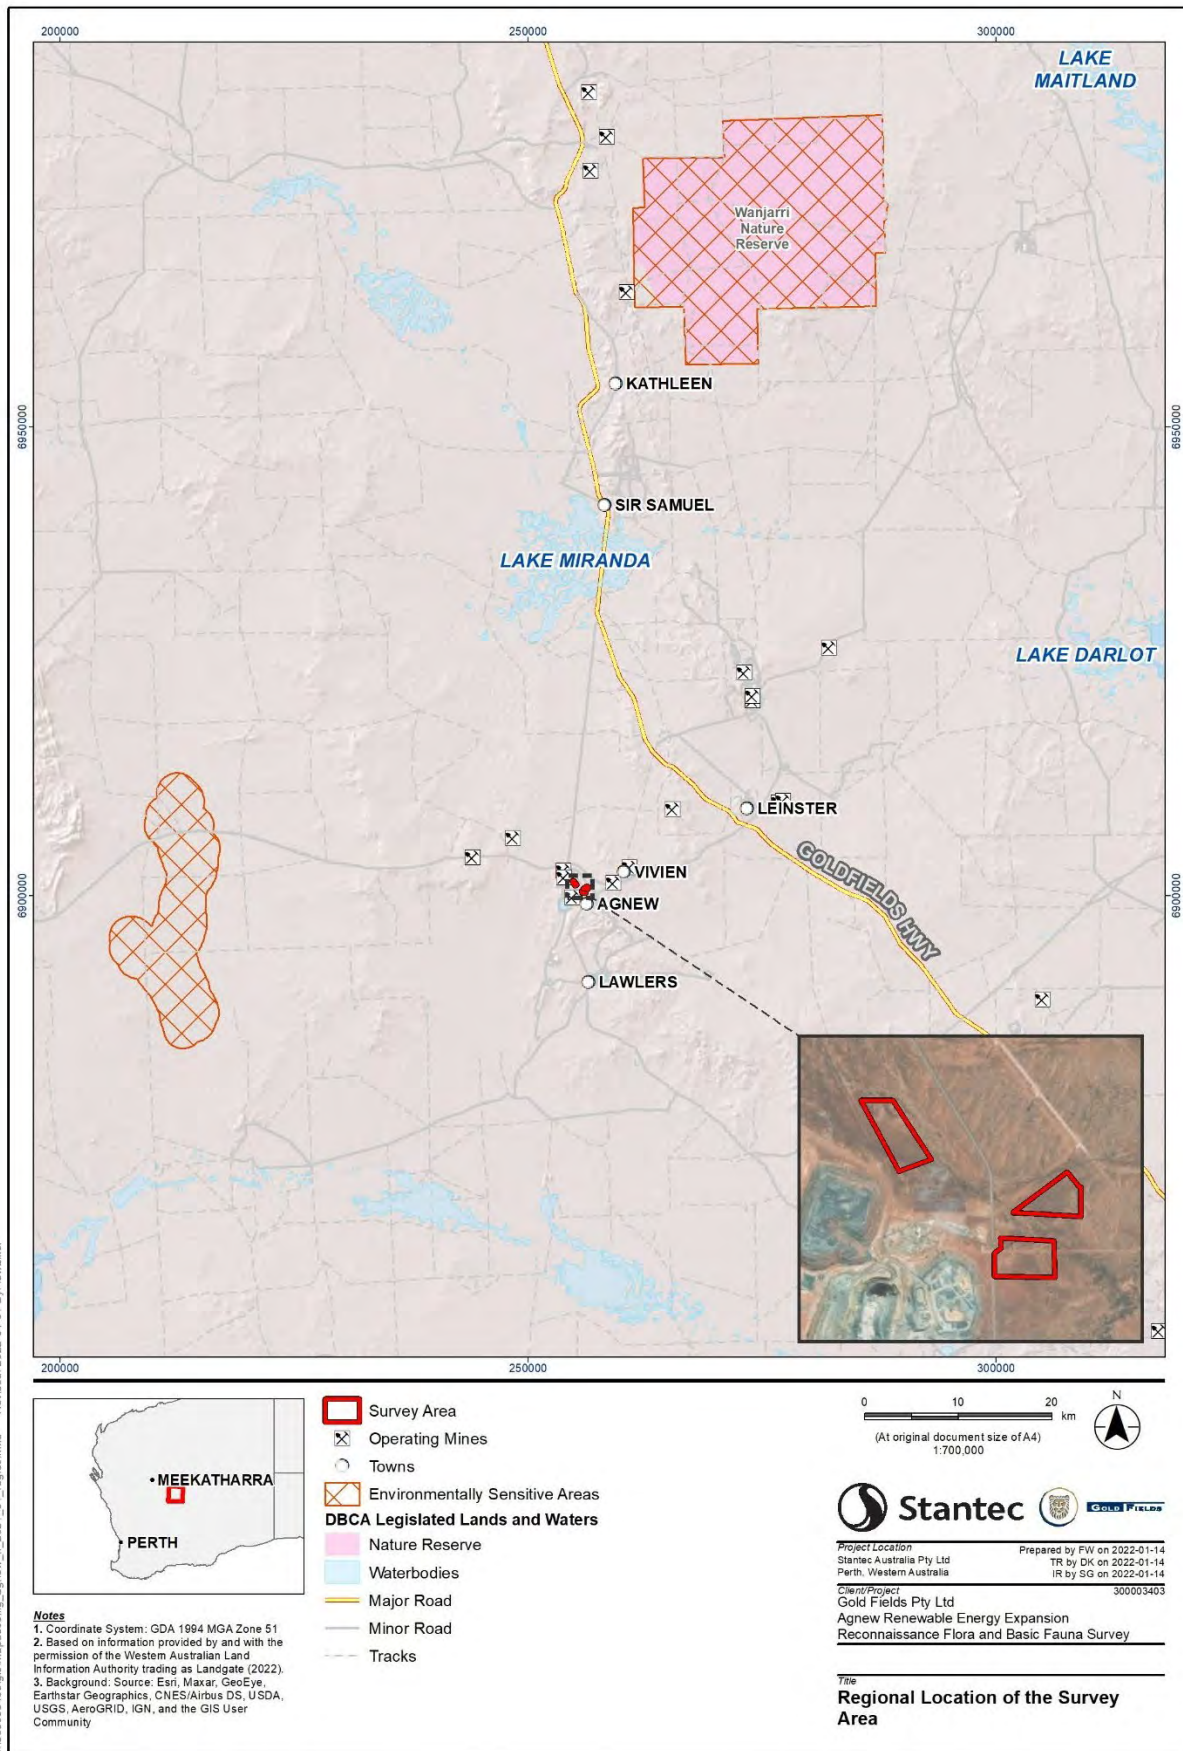 200000
250000
300000
LAKE
MAITLAND
Wanjarri
Nature
Reserve
KATHLEEN
6950000
6950000
SIR SAMUEL
LAKE MIRANDA
LAKE DARLOT
LEINSTER
GOLDFIELDS HWY
VIVIEN
6900000
6900000
AGNEW
LAWLERS
200000
250000
300000
MEEKATHARRA
PERTH
Survey Area
Operating Mines
Towns
Environmentally Sensitive Areas
DBCA Legislated Lands and Waters
Nature Reserve
Waterbodies
Major Road
Minor Road
Tracks
0 10 20
km
(At original document size of A4)
1:700,000
N
Stantec
GOLD FIELDS
Project Location
Stantec Australia Pty Ltd
Perth, Western Australia
Prepared by FW on 2022-01-14
TR by DK on 2022-01-14
IR by SG on 2022-01-14
Client/Project
300003403
Gold Fields Pty Ltd
Agnew Renewable Energy Expansion
Reconnaissance Flora and Basic Fauna Survey
Title
Regional Location of the Survey
Area
Notes
1. Coordinate System: GDA 1994 MGA Zone 51
2. Based on information provided by and with the
permission of the Western Australian Land
Information Authority trading as Landgate (2022).
3. Background: Source: Esri, Maxar, GeoEye,
Earthstar Geographics, CNES/Airbus DS, USDA,
USGS, AeroGRID, IGN, and the GIS User
Community